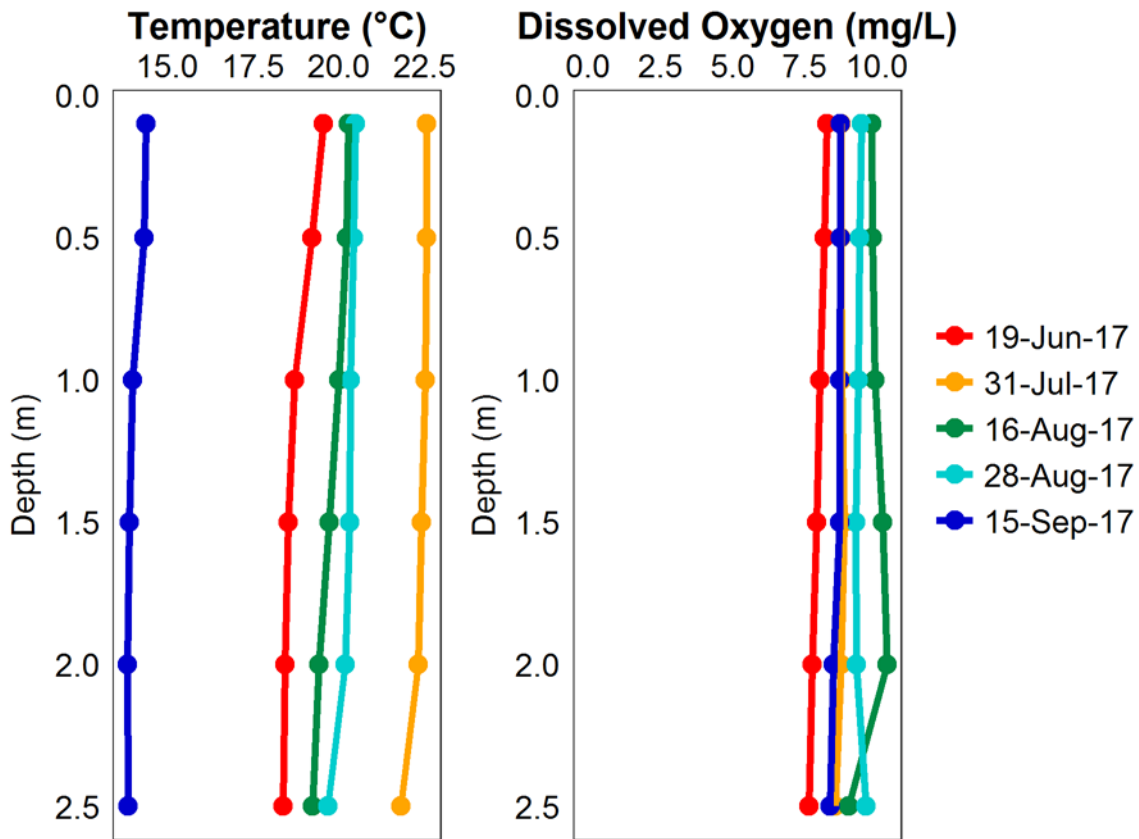 Temperature (°C) Dissolved Oxygen (mg/L)
15.0 17.5 20.0 22.5 0.0 2.5 5.0 7.5 10.0
0.0 0.0
0.5 0.5
1.0 1.0
1.5 1.5
2.0 2.0
2.5 2.5
Depth (m) Depth (m)
19-Jun-17
31-Jul-17
16-Aug-17
28-Aug-17
15-Sep-17